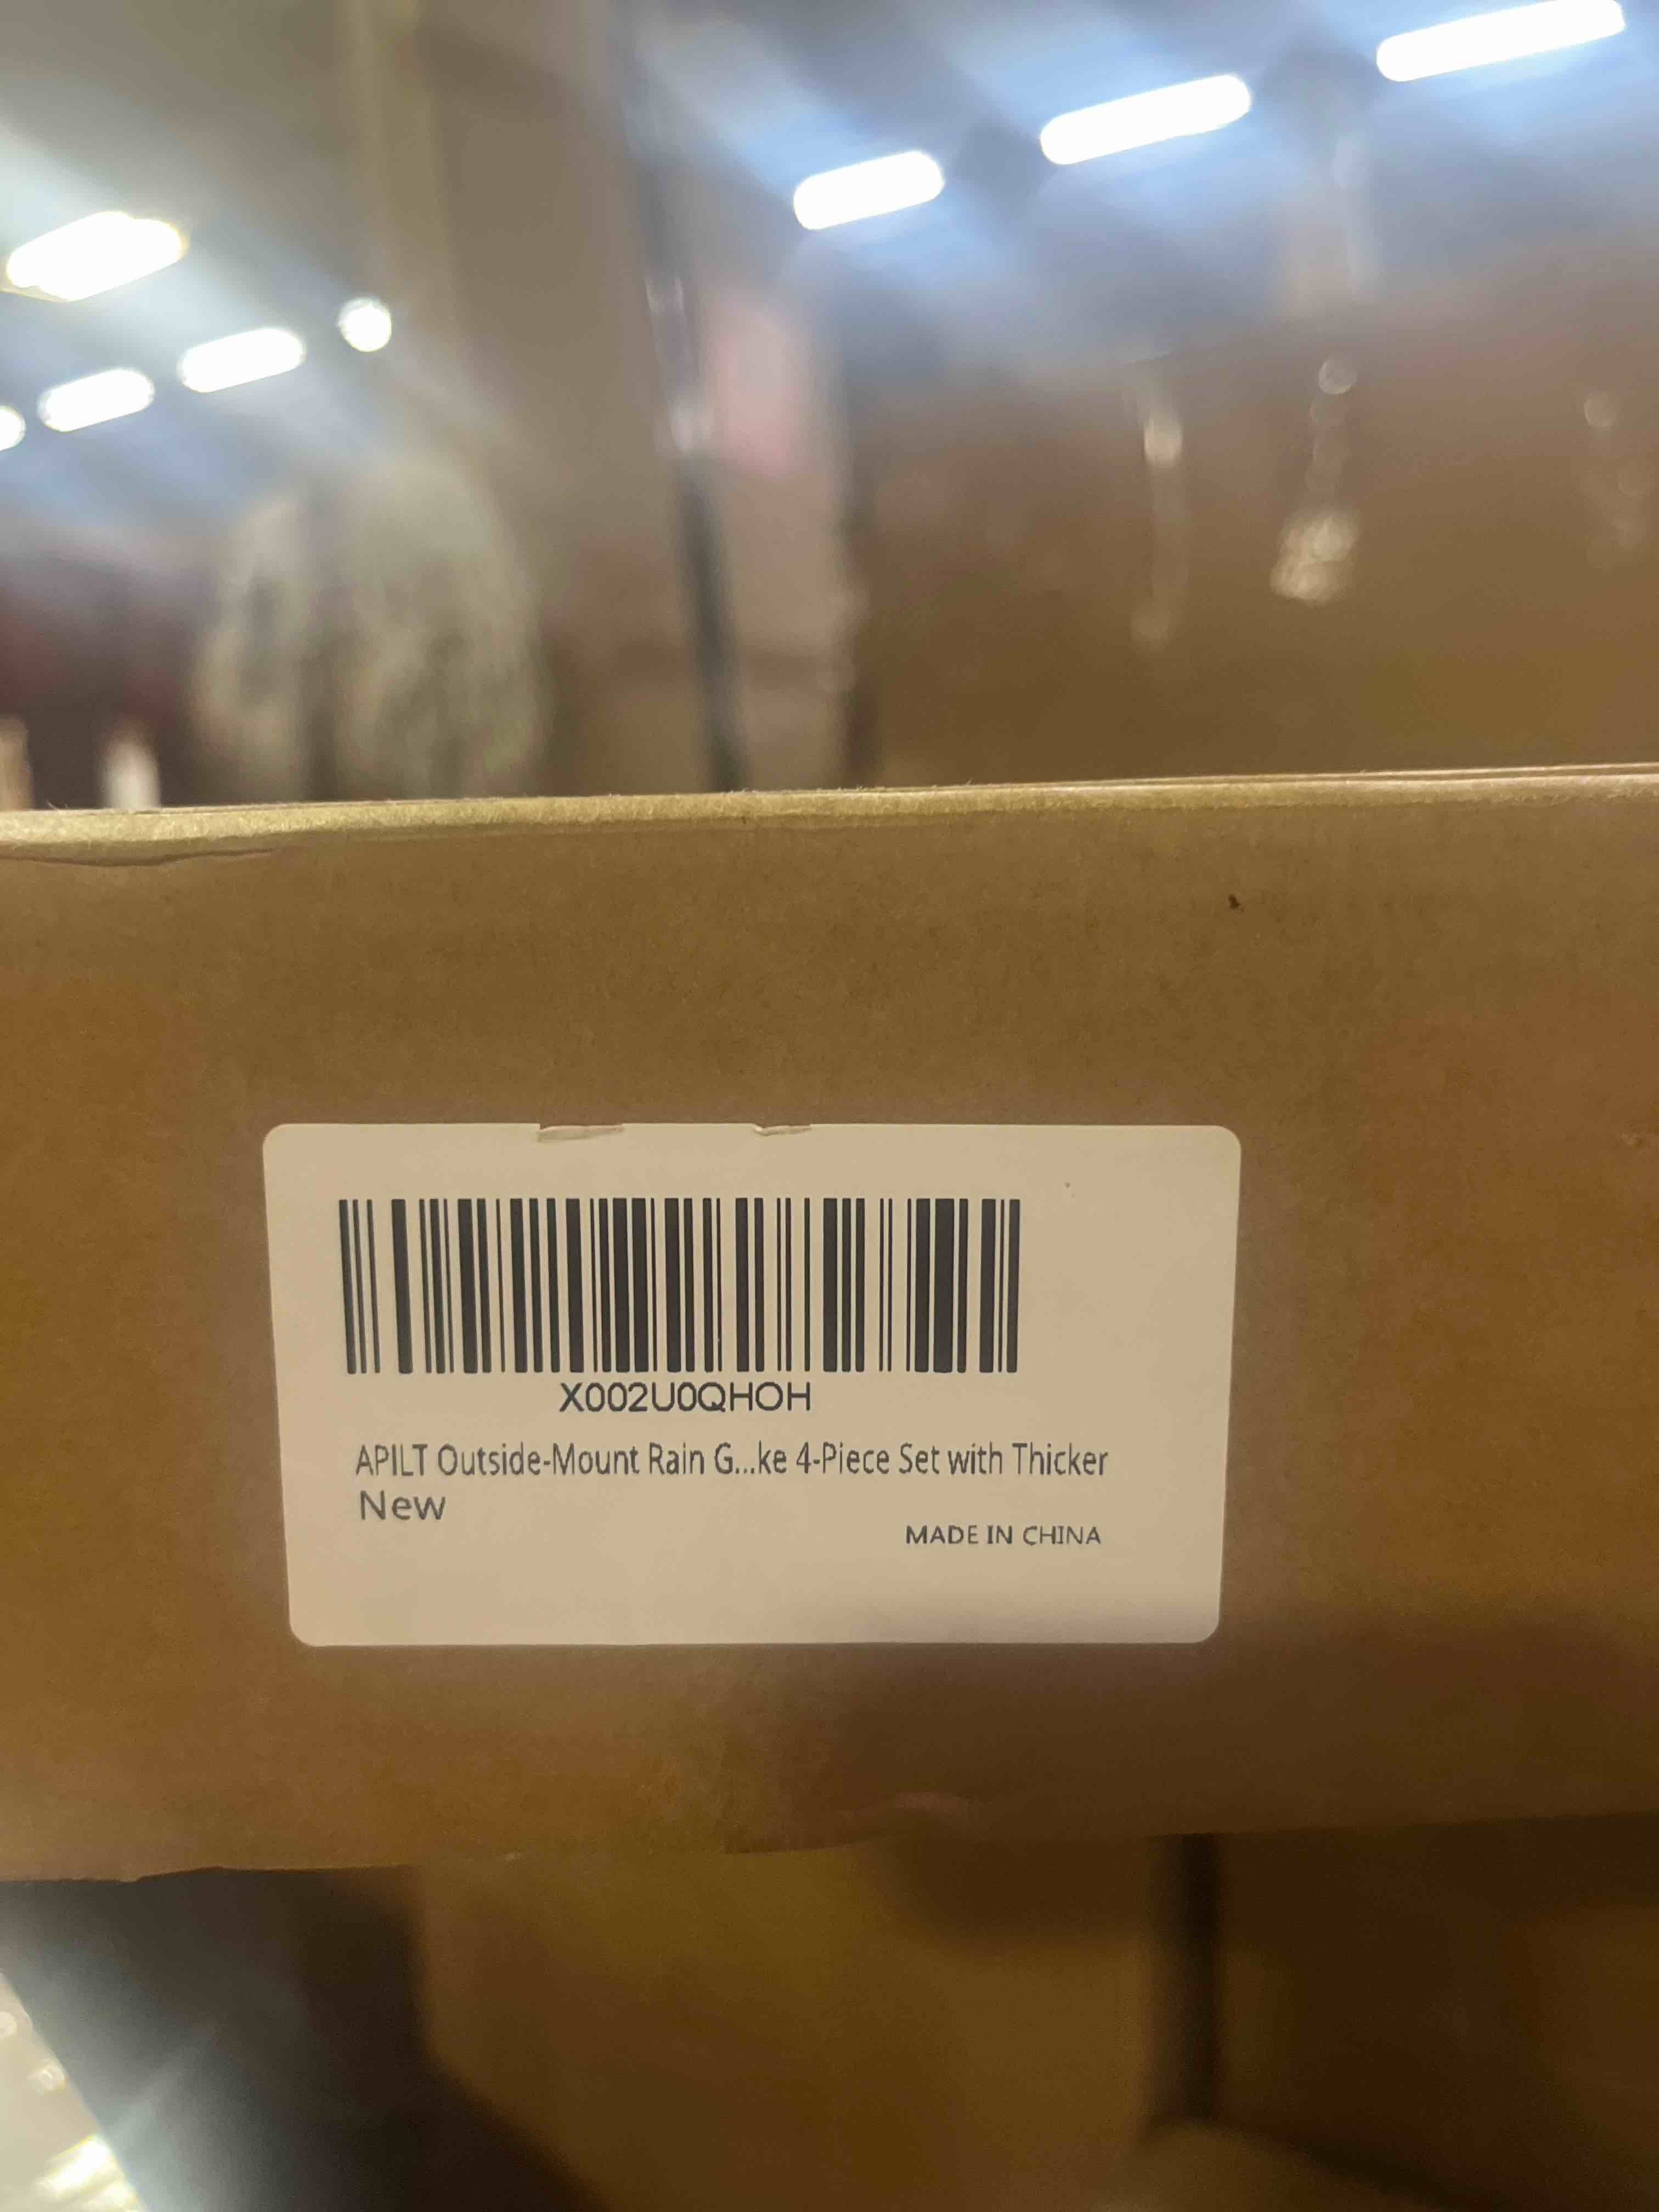 X002U0QHOH
APILT Outside-Mount Rain G...ke 4-Piece Set with Thicker
New
MADE IN CHINA